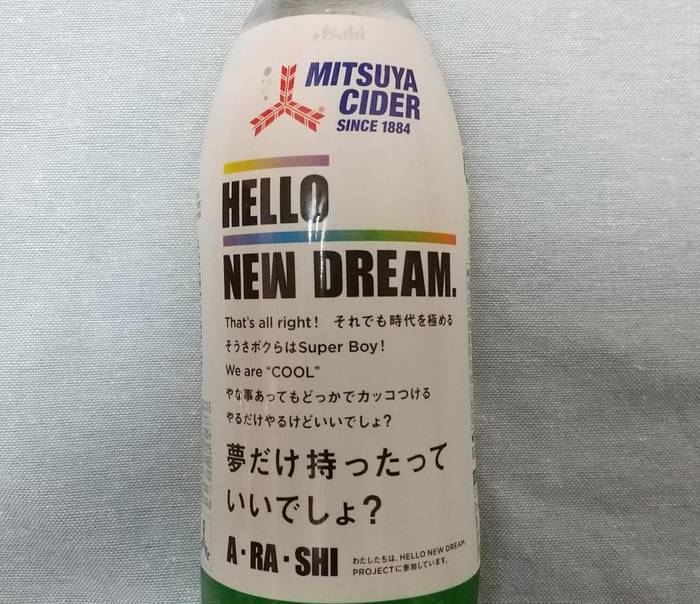 MITSUYA
CIDER
SINCE 1884
HELLO
NEW DREAM.
That's all right! それでも時代を極める
そうさボクらはSuper Boy!
We are “COOL”
やな事あってもどっかでカッコつける
やるだけやるけどいいでしょ?
夢だけ持ったって
いいでしょ?
A・RA・SHI
わたしたちは、HELLO NEW DREAM.
PROJECTに参加しています。